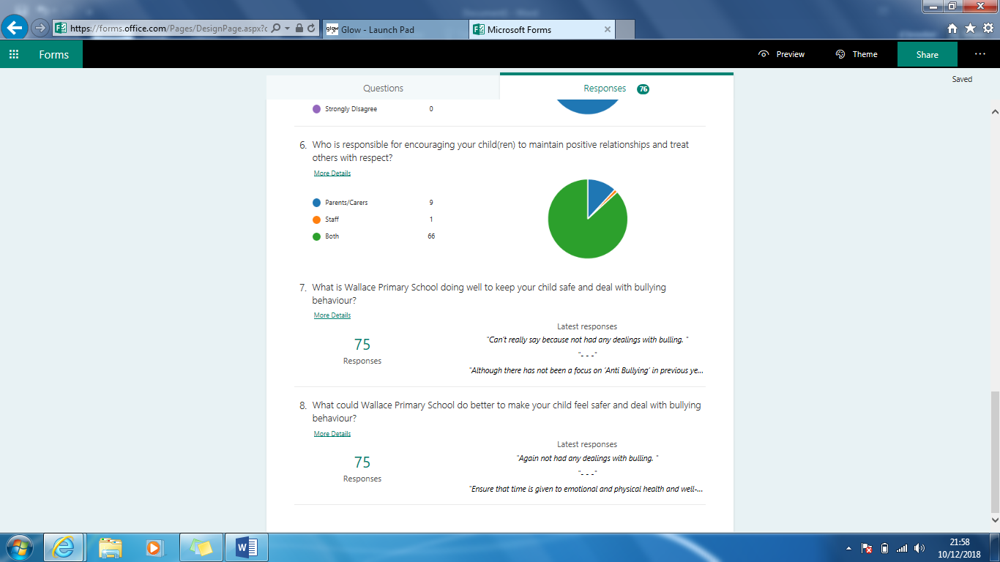 https://forms.office.com/Pages/DesignPage.aspx?c
glow Glow - Launch Pad
Microsoft Forms
Forms
Preview
Theme
Share
Saved
Questions
Responses 76
Strongly DIsagree 0
6. Who is responsible for encouraging your child(ren) to maintain positive relationships and treat
others with respect?
More Details
Parents/Carers 9
Staff 1
Both 66
7. What is Wallace Primary School doing well to keep your child safe and deal with bullying
behaviour?
More Details
75
Responses
Latest responses
"Can't really say because not had any dealings with bulling. "
"- - -"
"Although there has not been a focus on 'Anti Bullying' in previous ye...
8. What could Wallace Primary School do better to make your child feel safer and deal with bullying
behaviour?
More Details
75
Responses
Latest responses
"Again not had any dealings with bulling. "
"- - -"
"Ensure that time is given to emotional and physical health and well-...
21:58
10/12/2018